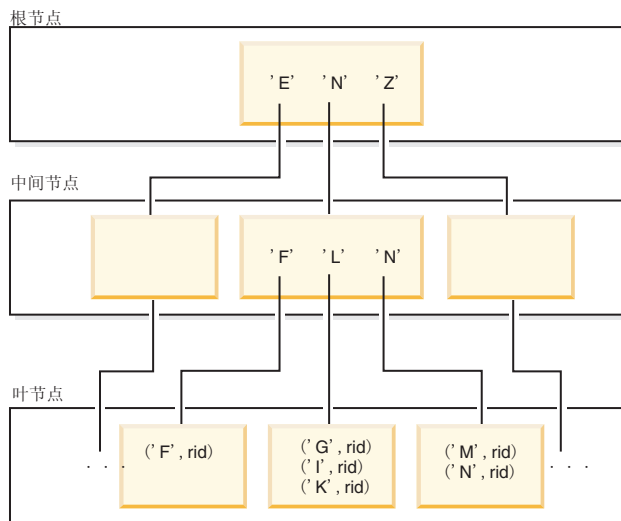 根节点
'E' 'N' 'Z'
中间节点
'F' 'L' 'N'
叶节点
('F', rid)
('G', rid)
('I', rid)
('K', rid)
('M', rid)
('N', rid)
. . .
. . .